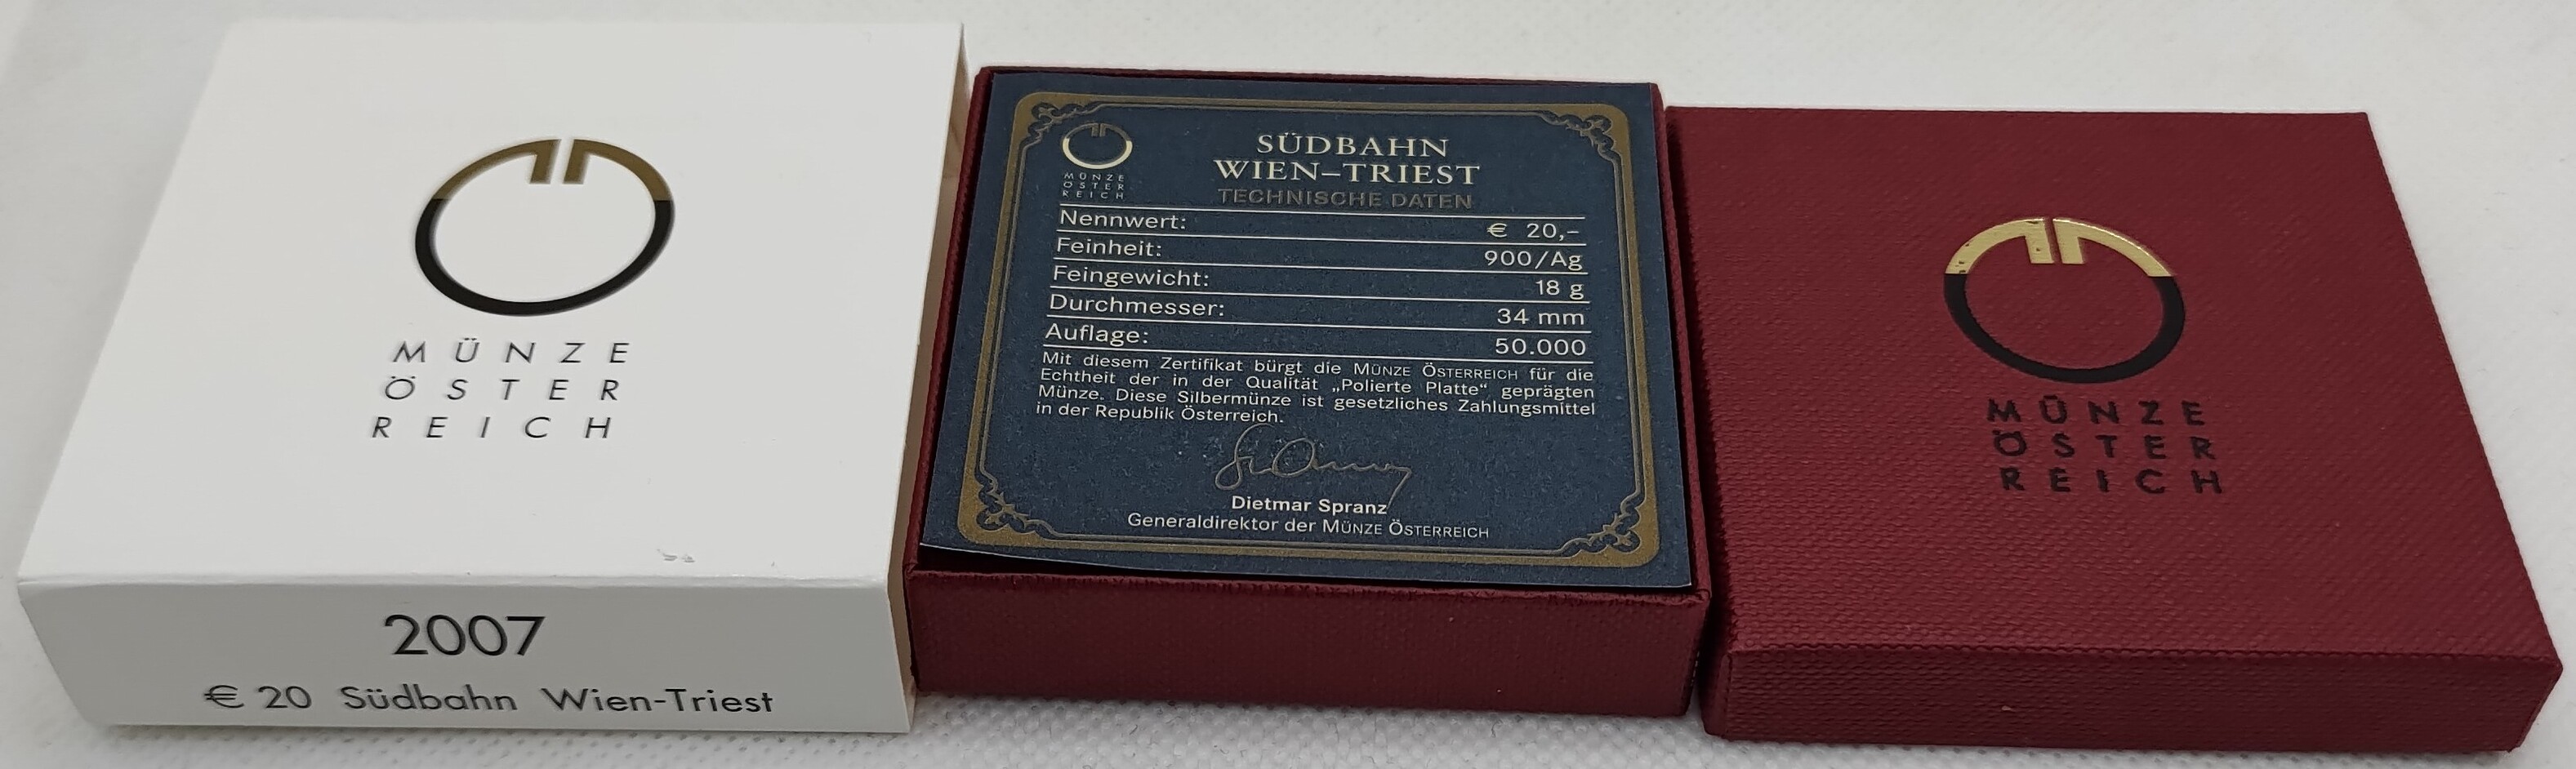 MÜNZE
ÖSTER
REICH
2007
€ 20 Südbahn Wien-Triest
MÜNZE
ÖSTER
REICH
SÜDBAHN
WIEN–TRIEST
TECHNISCHE DATEN
Nennwert: € 20,–
Feinheit: 900/Ag
Feingewicht: 18 g
Durchmesser: 34 mm
Auflage: 50.000
Mit diesem Zertifikat bürgt die MÜNZE ÖSTERREICH für die
Echtheit der in der Qualität „Polierte Platte“ geprägten
Münze. Diese Silbermünze ist gesetzliches Zahlungsmittel
in der Republik Österreich.
Dietmar Spranz
Generaldirektor der MÜNZE ÖSTERREICH
MÜNZE
ÖSTER
REICH